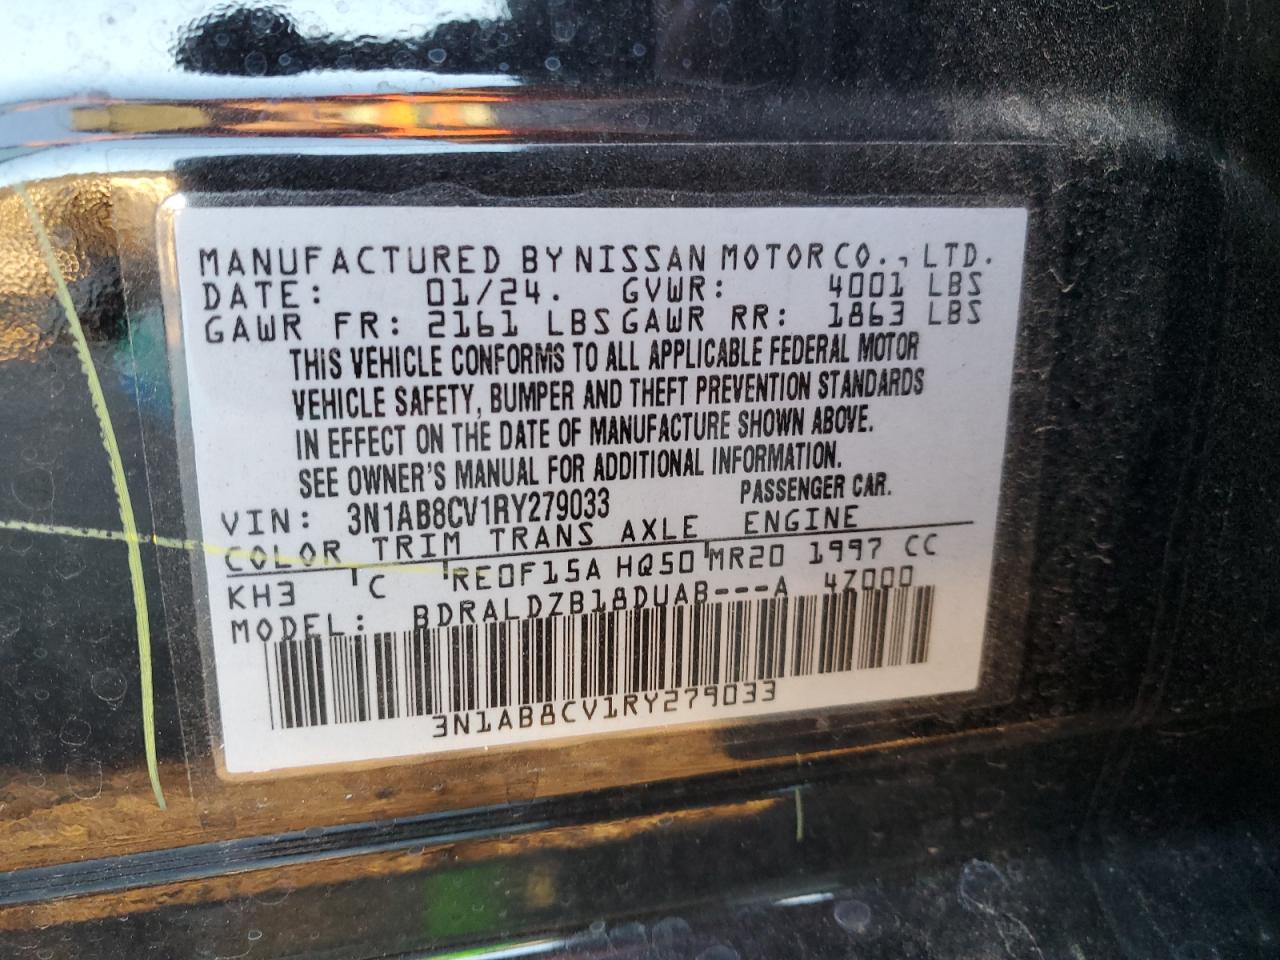 MANUFACTURED BY NISSAN MOTOR CO., LTD.
DATE: 01/24. GVWR: 4001 LBS
GAWR FR: 2161 LBS GAWR RR: 1863 LBS
THIS VEHICLE CONFORMS TO ALL APPLICABLE FEDERAL MOTOR
VEHICLE SAFETY, BUMPER AND THEFT PREVENTION STANDARDS
IN EFFECT ON THE DATE OF MANUFACTURE SHOWN ABOVE.
SEE OWNER'S MANUAL FOR ADDITIONAL INFORMATION.
VIN: 3N1AB8CV1RY279033 PASSENGER CAR.
COLOR TRIM TRANS AXLE ENGINE
KH3 C RE0F15A HQ50 MR20 1997 CC
MODEL: BDRALDZB18DUAB---A 4Z000
3N1AB8CV1RY279033